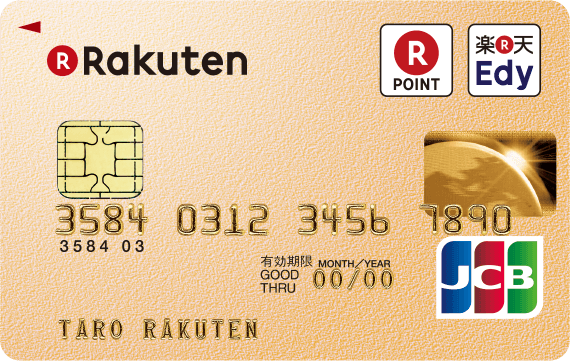 R Rakuten
R
POINT
楽R天
Edy
3584 0312 3456 7890
3584 03
有効期限 MONTH/YEAR
GOOD
THRU 00/00
JCB
TARO RAKUTEN